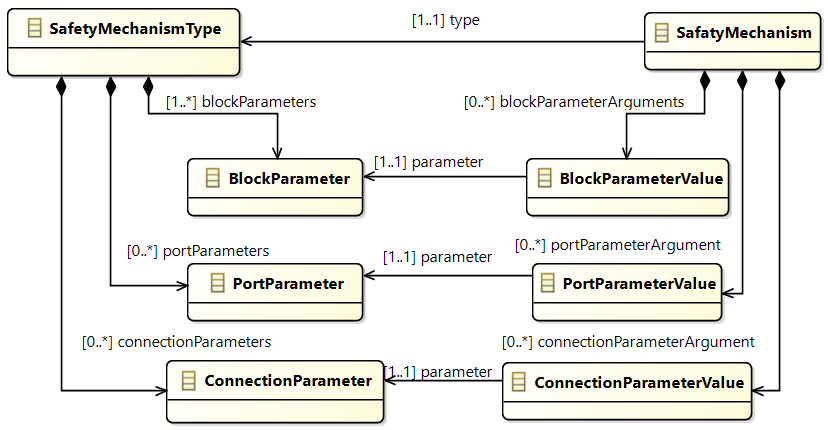 [1..1] type
SafetyMechanismType
SafatyMechanism
[1..*] blockParameters
[0..*] blockParameterArguments
[1..1] parameter
BlockParameter
BlockParameterValue
[0..*] portParameters
[1..1] parameter
[0..*] portParameterArgument
PortParameter
PortParameterValue
[0..*] connectionParameters
[0..*] connectionParameterArgument
[1..1] parameter
ConnectionParameter
ConnectionParameterValue